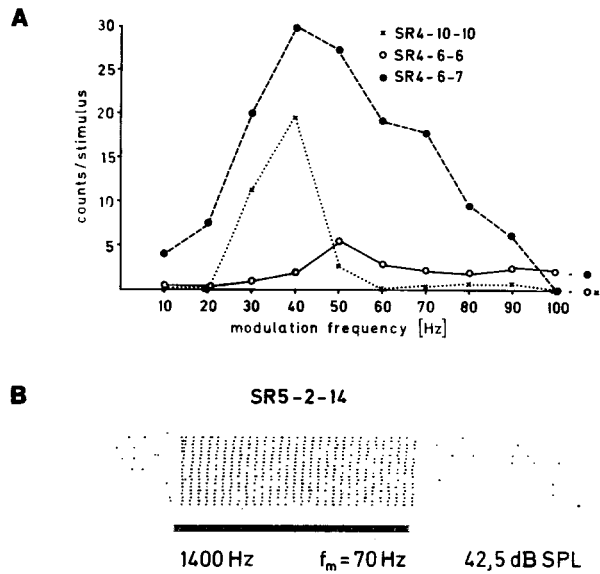 A
30
25
20
15
10
5
counts/stimulus
SR4-10-10
SR4-6-6
SR4-6-7
10 20 30 40 50 60 70 80 90 100
modulation frequency [Hz]
B
SR5-2-14
1400 Hz fm=70 Hz 42,5 dB SPL